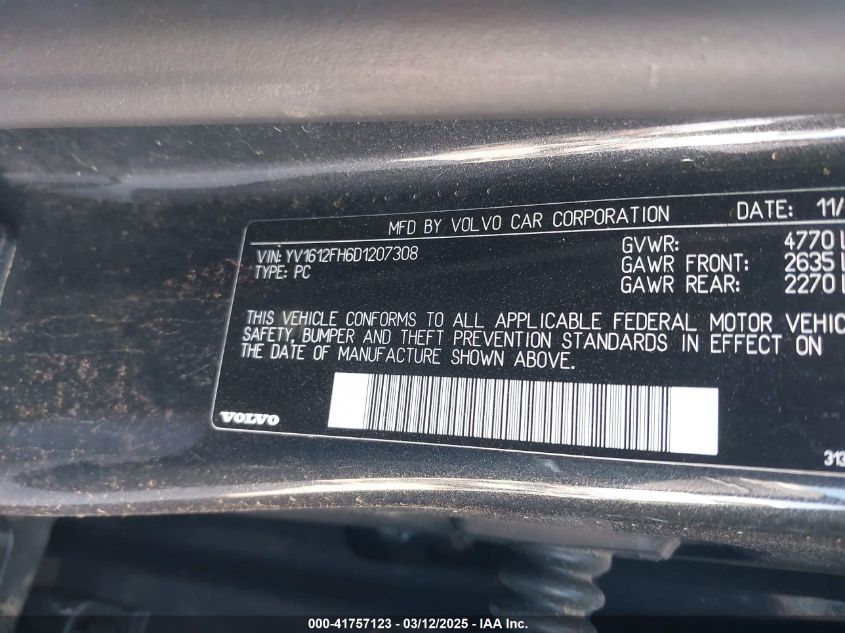 MFD BY VOLVO CAR CORPORATION DATE: 11/
VIN: YV1612FH6D1207308 GVWR: 4770 L
TYPE: PC GAWR FRONT: 2635 L
GAWR REAR: 2270 L
THIS VEHICLE CONFORMS TO ALL APPLICABLE FEDERAL MOTOR VEHIC
SAFETY, BUMPER AND THEFT PREVENTION STANDARDS IN EFFECT ON
THE DATE OF MANUFACTURE SHOWN ABOVE.
VOLVO
313
000-41757123 - 03/12/2025 - IAA Inc.